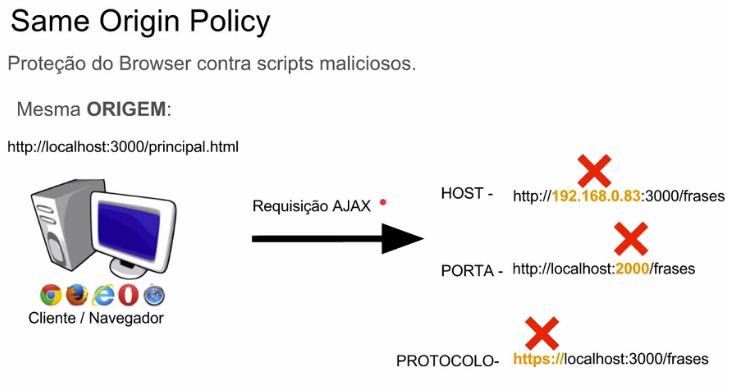 Same Origin Policy
Proteção do Browser contra scripts maliciosos.
Mesma ORIGEM:
http://localhost:3000/principal.html
Requisição AJAX
Cliente / Navegador
HOST - http://192.168.0.83:3000/frases
PORTA - http://localhost:2000/frases
PROTOCOLO- https://localhost:3000/frases